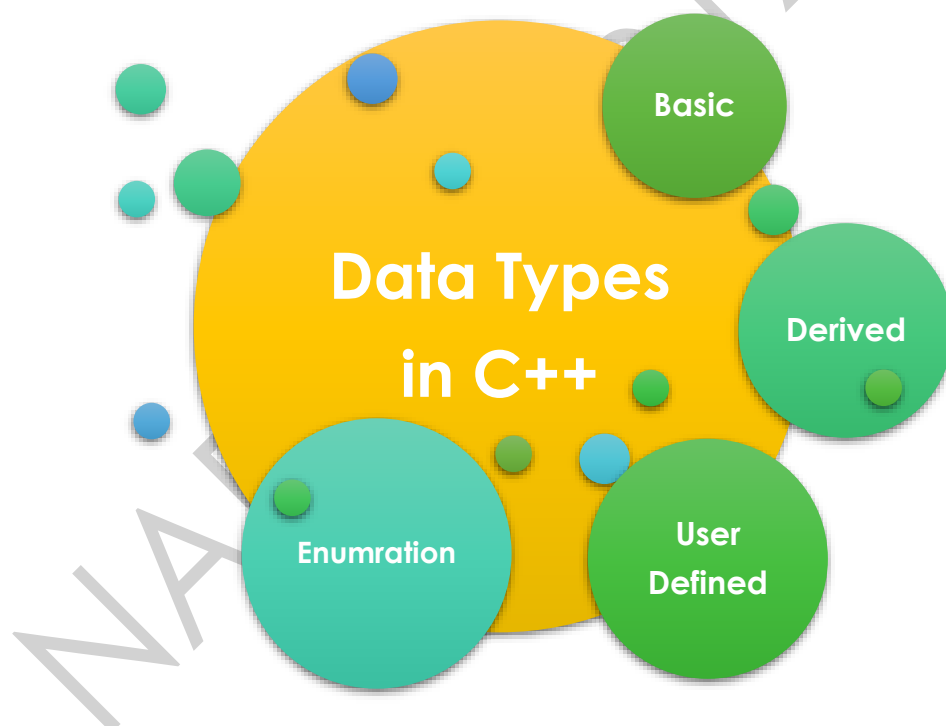 Basic
Data Types
in C++
Derived
Enumration
User
Defined